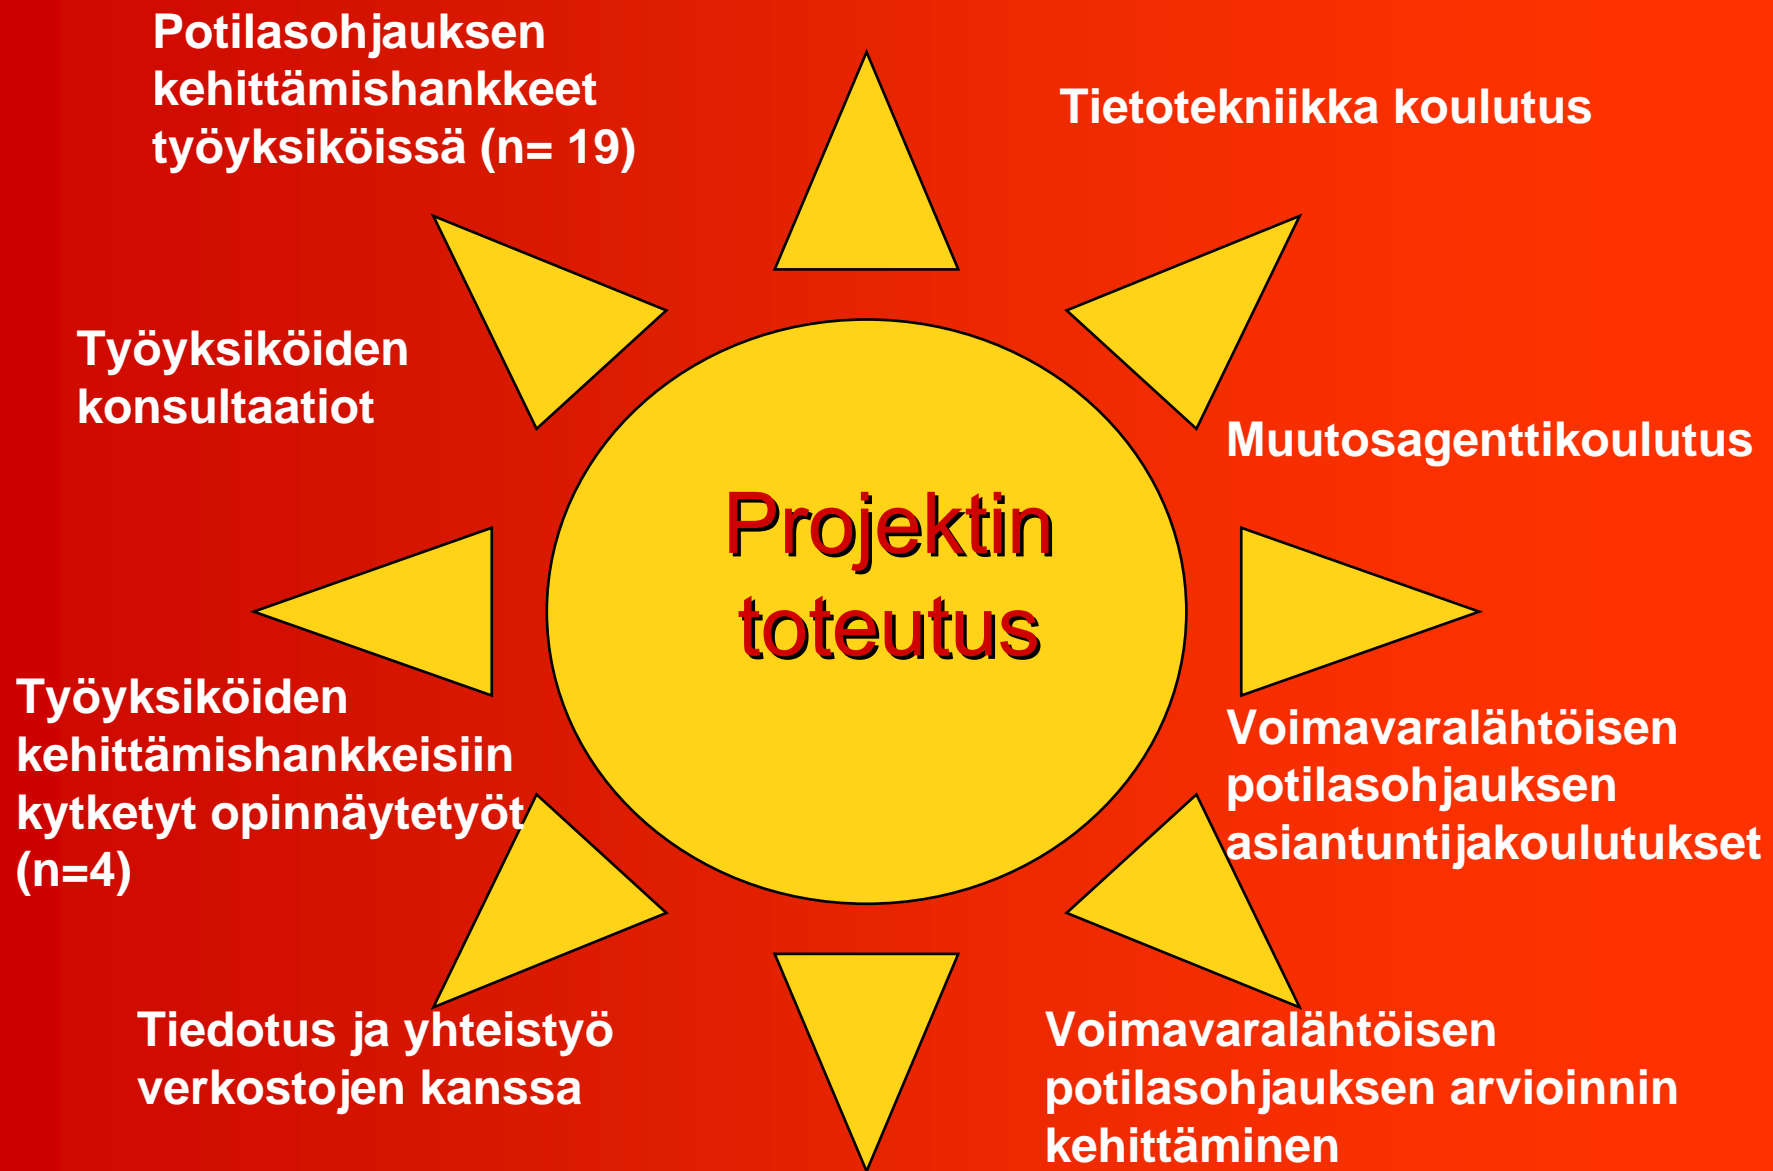 Potilasohjauksen
kehittämishankkeet
työyksiköissä (n= 19)
Tietotekniikka koulutus
Työyksiköiden
konsultaatiot
Muutosagenttikoulutus
Projektin
toteutus
Työyksiköiden
kehittämishankkeisiin
kytketyt opinnäytetyöt
(n=4)
Voimavaralähtöisen
potilasohjauksen
asiantuntijakoulutukset
Tiedotus ja yhteistyö
verkostojen kanssa
Voimavaralähtöisen
potilasohjauksen arvioinnin
kehittäminen